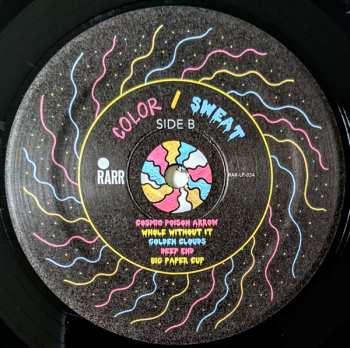 COLOR / SWEAT
SIDE B
RARR
RAR-LP-034
COSMIC POISON ARROW
WHOLE WITHOUT IT
GOLDEN CLOUDS
DEEP END
BIG PAPER CUP